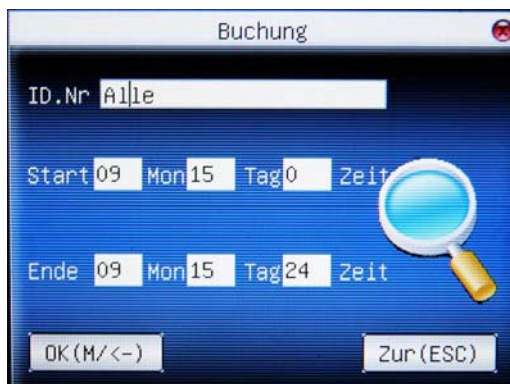 Buchung
ID.Nr Alle
Start 09 Mon 15 Tag 0 Zeit
Ende 09 Mon 15 Tag 24 Zeit
OK(M/<-) Zur(ESC)